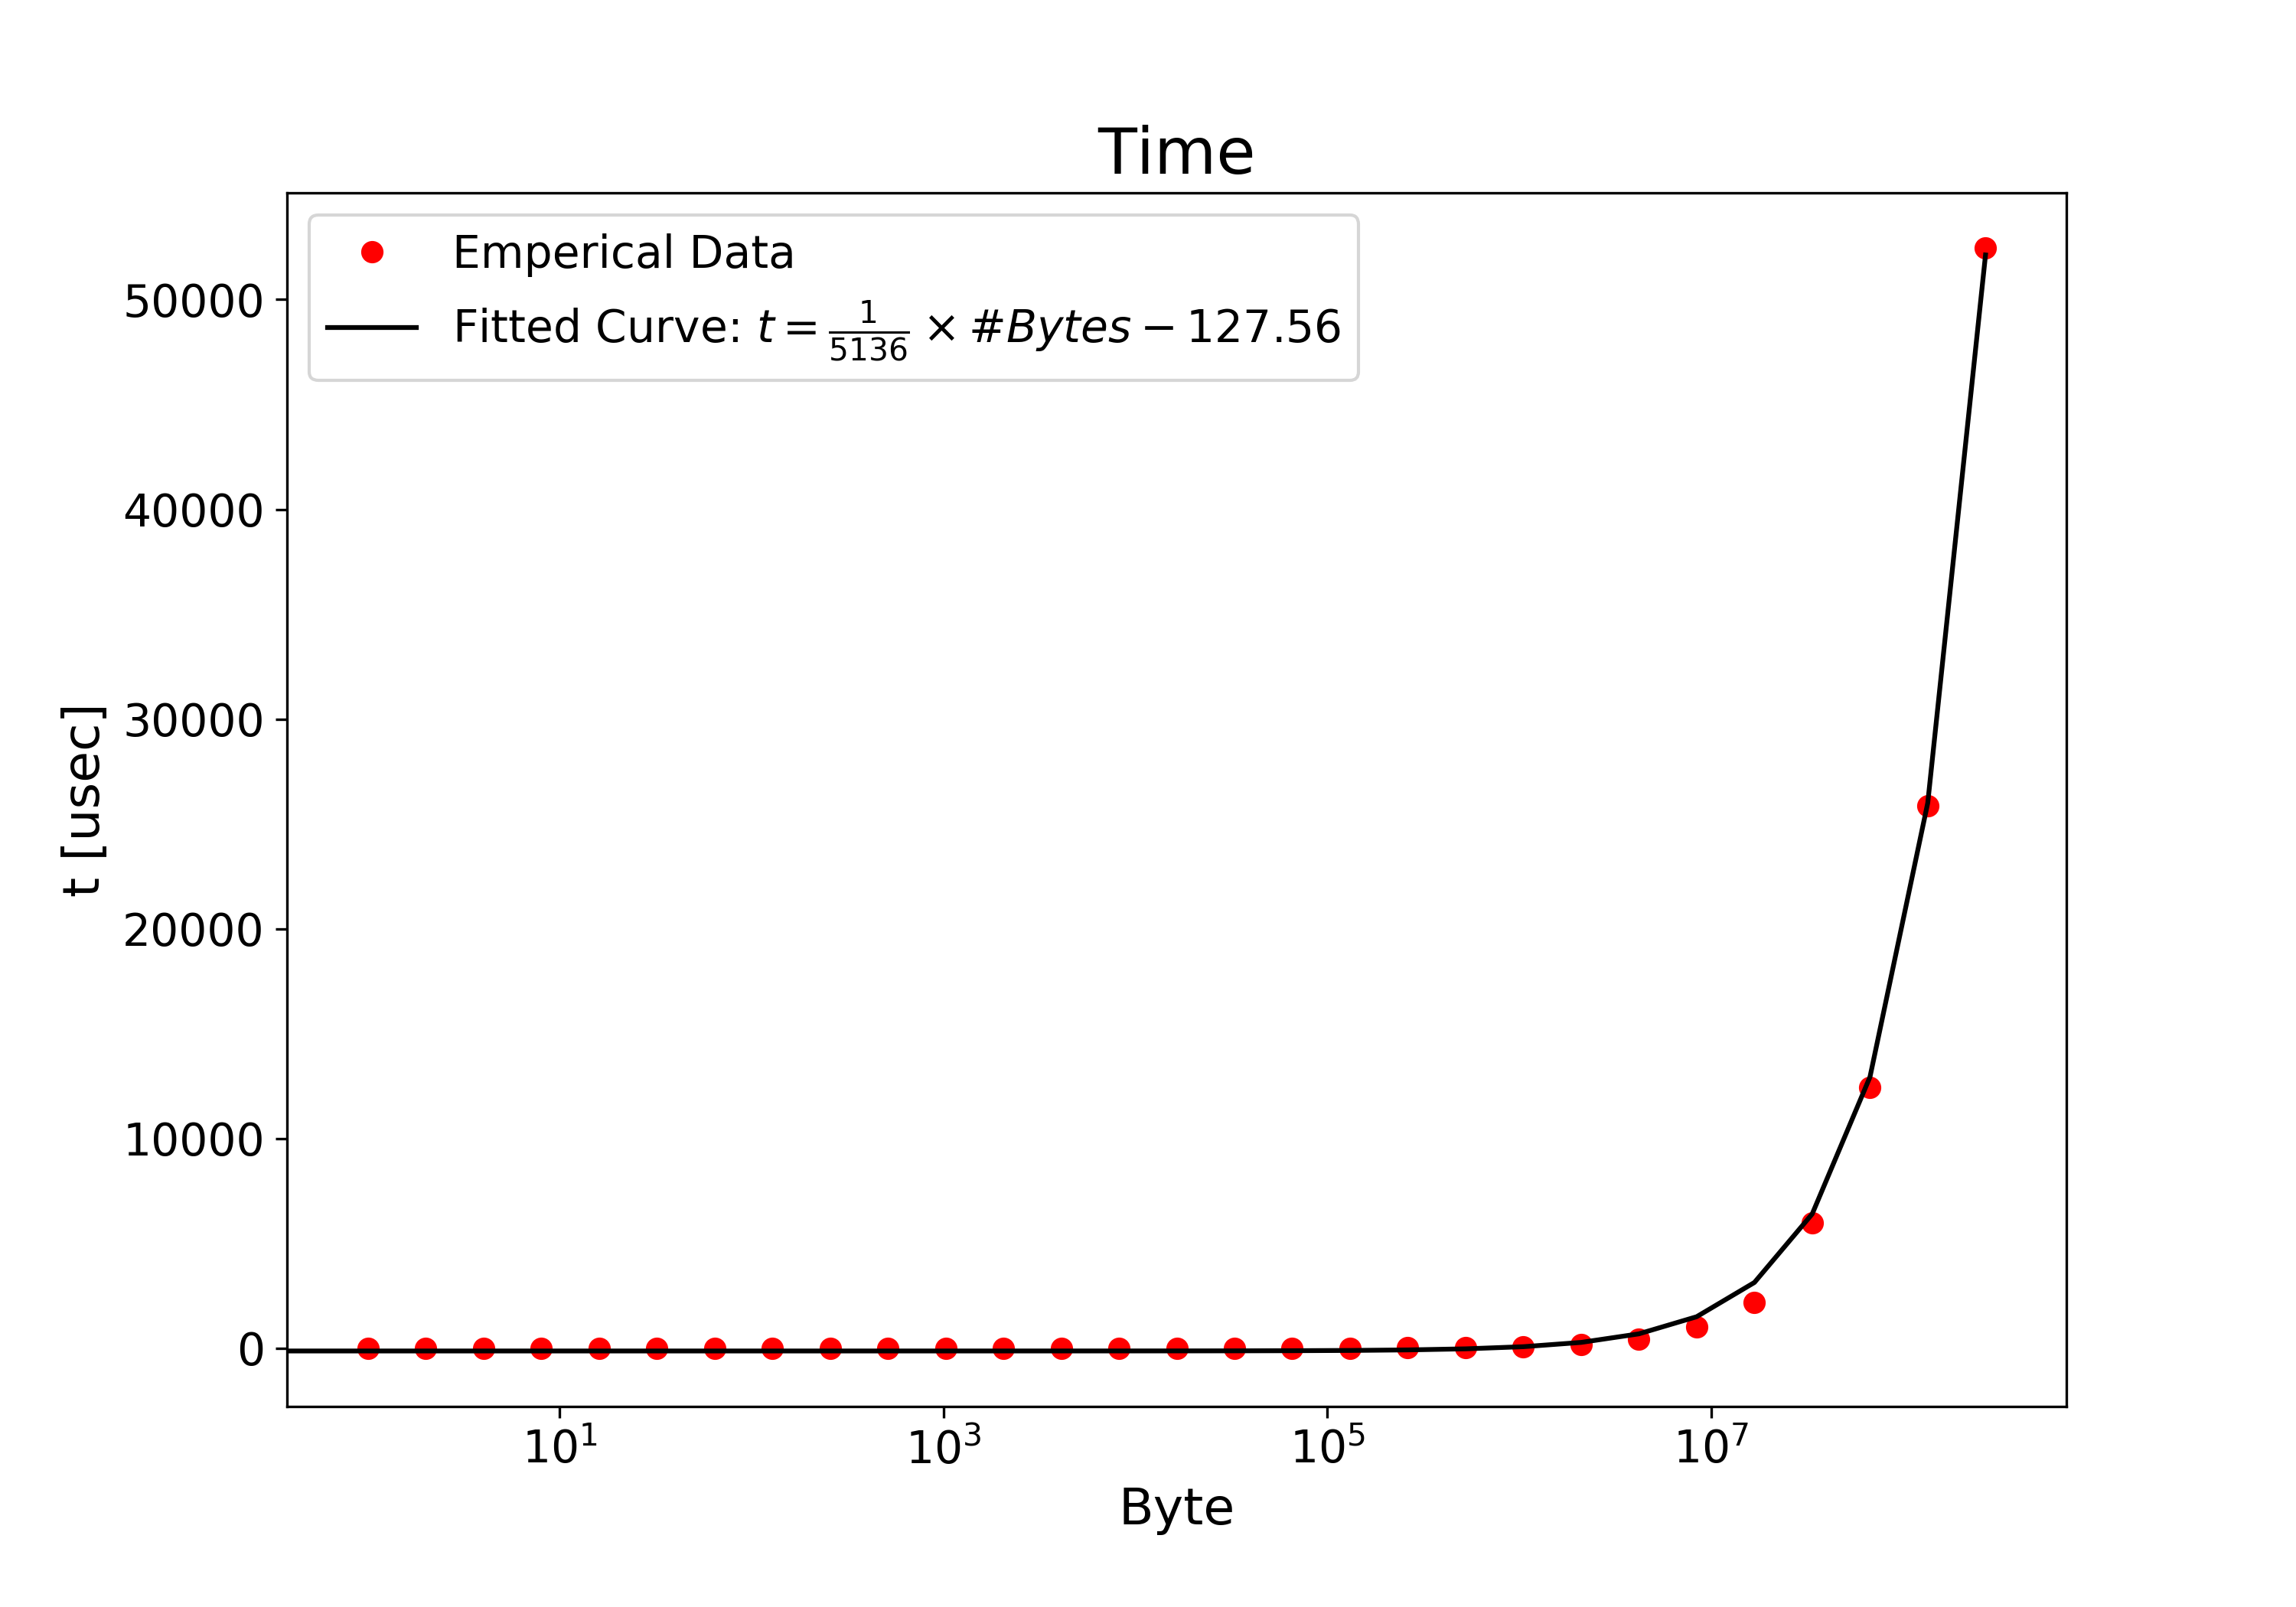 Time
Emperical Data
Fitted Curve: t = 1/5136 × #Bytes − 127.56
t [usec]
50000
40000
30000
20000
10000
0
10^1 10^3 10^5 10^7
Byte